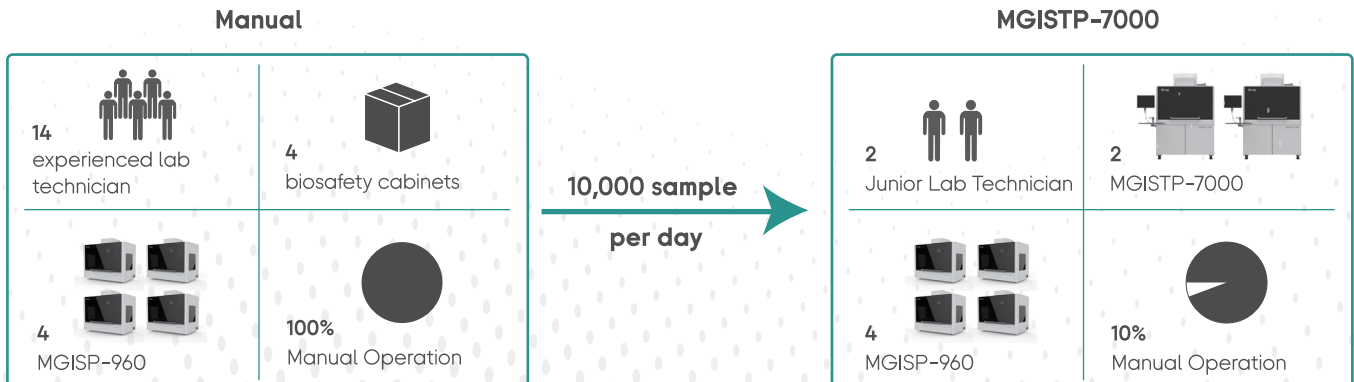 Manual
14
experienced lab
technician
4
biosafety cabinets
4
MGISP-960
100%
Manual Operation
10,000 sample
per day
MGISTP-7000
2
Junior Lab Technician
2
MGISTP-7000
4
MGISP-960
10%
Manual Operation